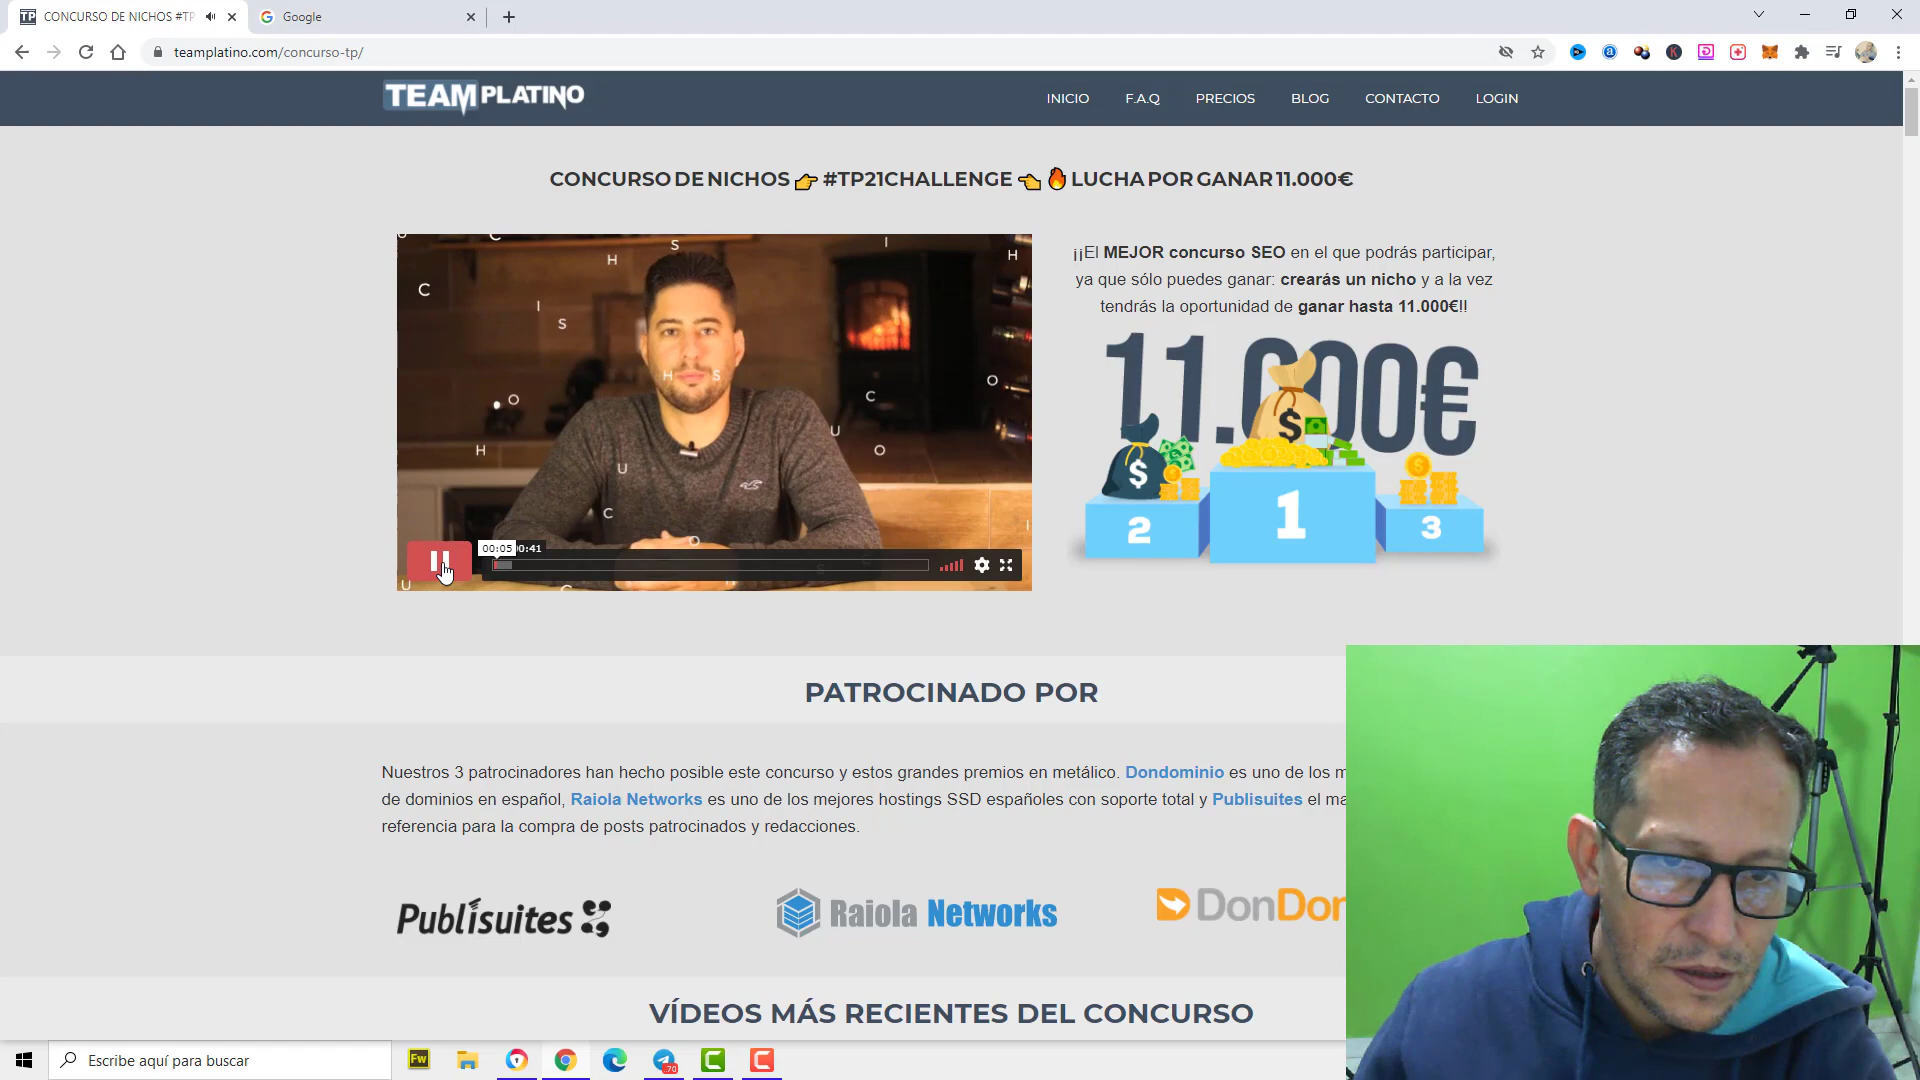 CONCURSO DE NICHOS #TP
Google
teamplatino.com/concurso-tp/
TEAMPLATINO
INICIO
F.A.Q
PRECIOS
BLOG
CONTACTO
LOGIN
CONCURSO DE NICHOS 👉 #TP21CHALLENGE 👈 🔥 LUCHA POR GANAR 11.000€
¡¡El MEJOR concurso SEO en el que podrás participar,
ya que sólo puedes ganar: crearás un nicho y a la vez
tendrás la oportunidad de ganar hasta 11.000€!!
11.000€
2
1
3
00:05
0:41
PATROCINADO POR
Nuestros 3 patrocinadores han hecho posible este concurso y estos grandes premios en metálico. Dondominio es uno de los m
de dominios en español, Raiola Networks es uno de los mejores hostings SSD españoles con soporte total y Publisuites el ma
referencia para la compra de posts patrocinados y redacciones.
Publisuites
Raiola Networks
DonDom
VÍDEOS MÁS RECIENTES DEL CONCURSO
Escribe aquí para buscar
Fw
70